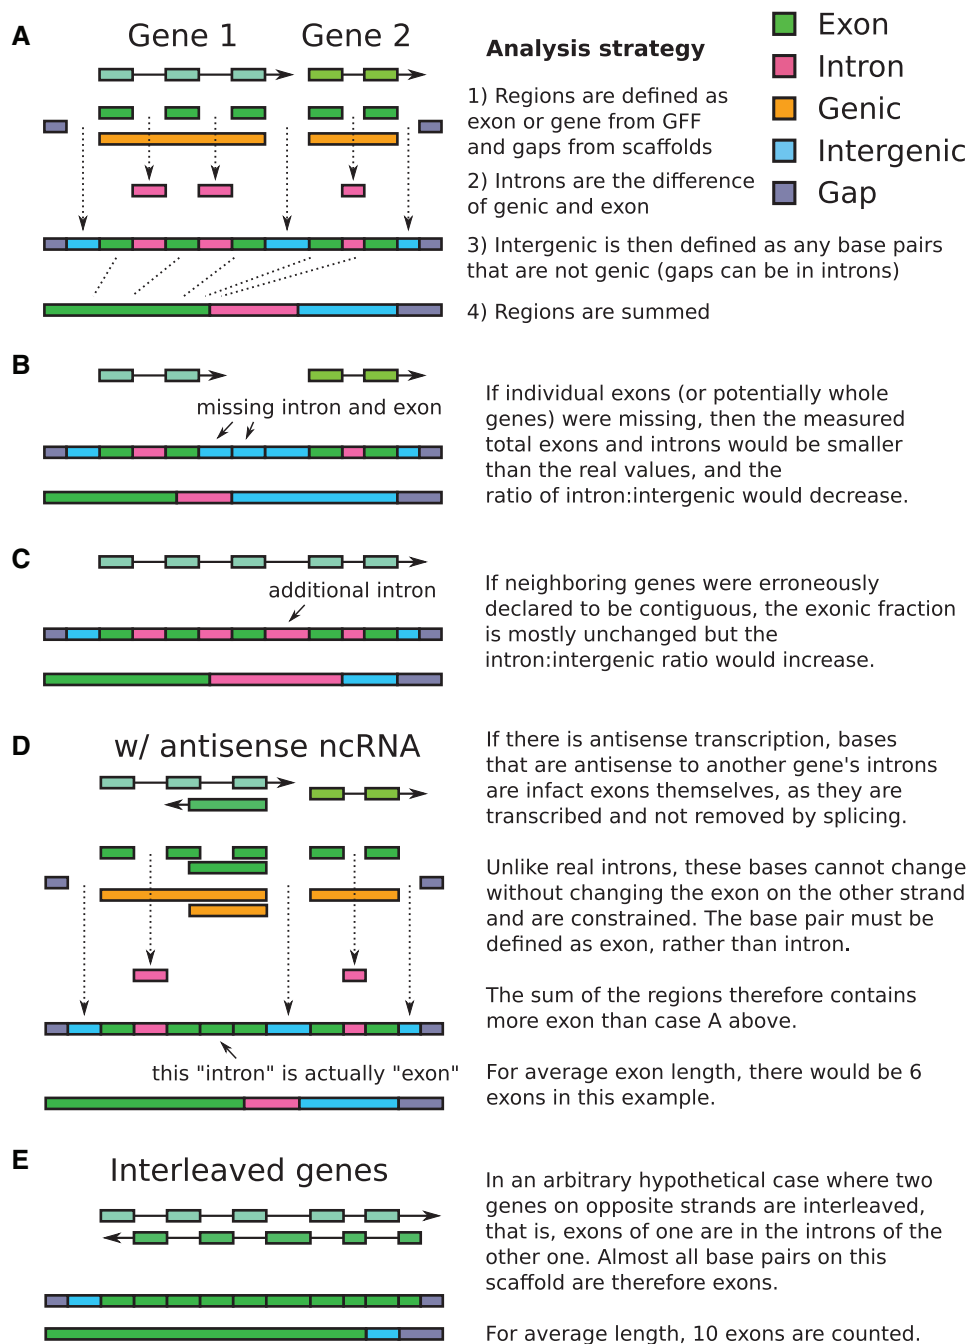 A
Gene 1
Gene 2
Analysis strategy
1) Regions are defined as
exon or gene from GFF
and gaps from scaffolds
2) Introns are the difference
of genic and exon
3) Intergenic is then defined as any base pairs
that are not genic (gaps can be in introns)
4) Regions are summed
Exon
Intron
Genic
Intergenic
Gap
B
missing intron and exon
If individual exons (or potentially whole
genes) were missing, then the measured
total exons and introns would be smaller
than the real values, and the
ratio of intron:intergenic would decrease.
C
additional intron
If neighboring genes were erroneously
declared to be contiguous, the exonic fraction
is mostly unchanged but the
intron:intergenic ratio would increase.
D
w/ antisense ncRNA
this "intron" is actually "exon"
If there is antisense transcription, bases
that are antisense to another gene's introns
are infact exons themselves, as they are
transcribed and not removed by splicing.
Unlike real introns, these bases cannot change
without changing the exon on the other strand
and are constrained. The base pair must be
defined as exon, rather than intron.
The sum of the regions therefore contains
more exon than case A above.
For average exon length, there would be 6
exons in this example.
E
Interleaved genes
In an arbitrary hypothetical case where two
genes on opposite strands are interleaved,
that is, exons of one are in the introns of the
other one. Almost all base pairs on this
scaffold are therefore exons.
For average length, 10 exons are counted.